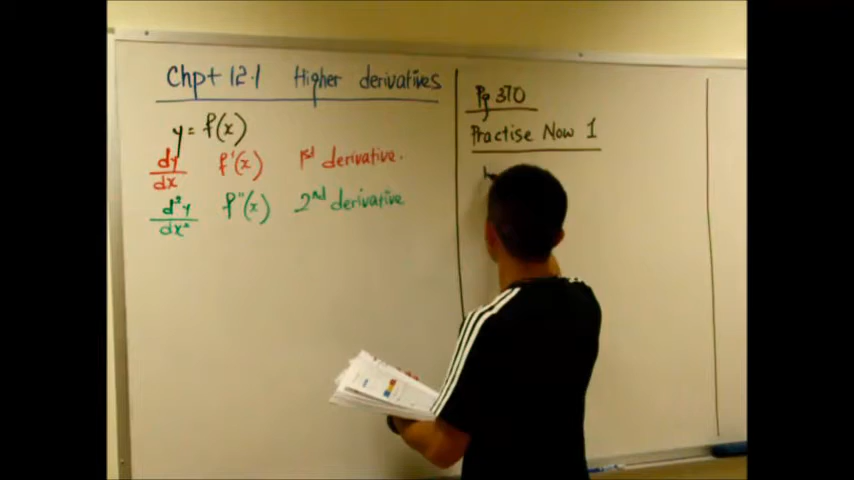 Chpt 12.1 Higher derivatives
y = f(x)
dy/dx f'(x) 1st derivative.
d²y/dx² f''(x) 2nd derivative
Pg 370
Practise Now 1